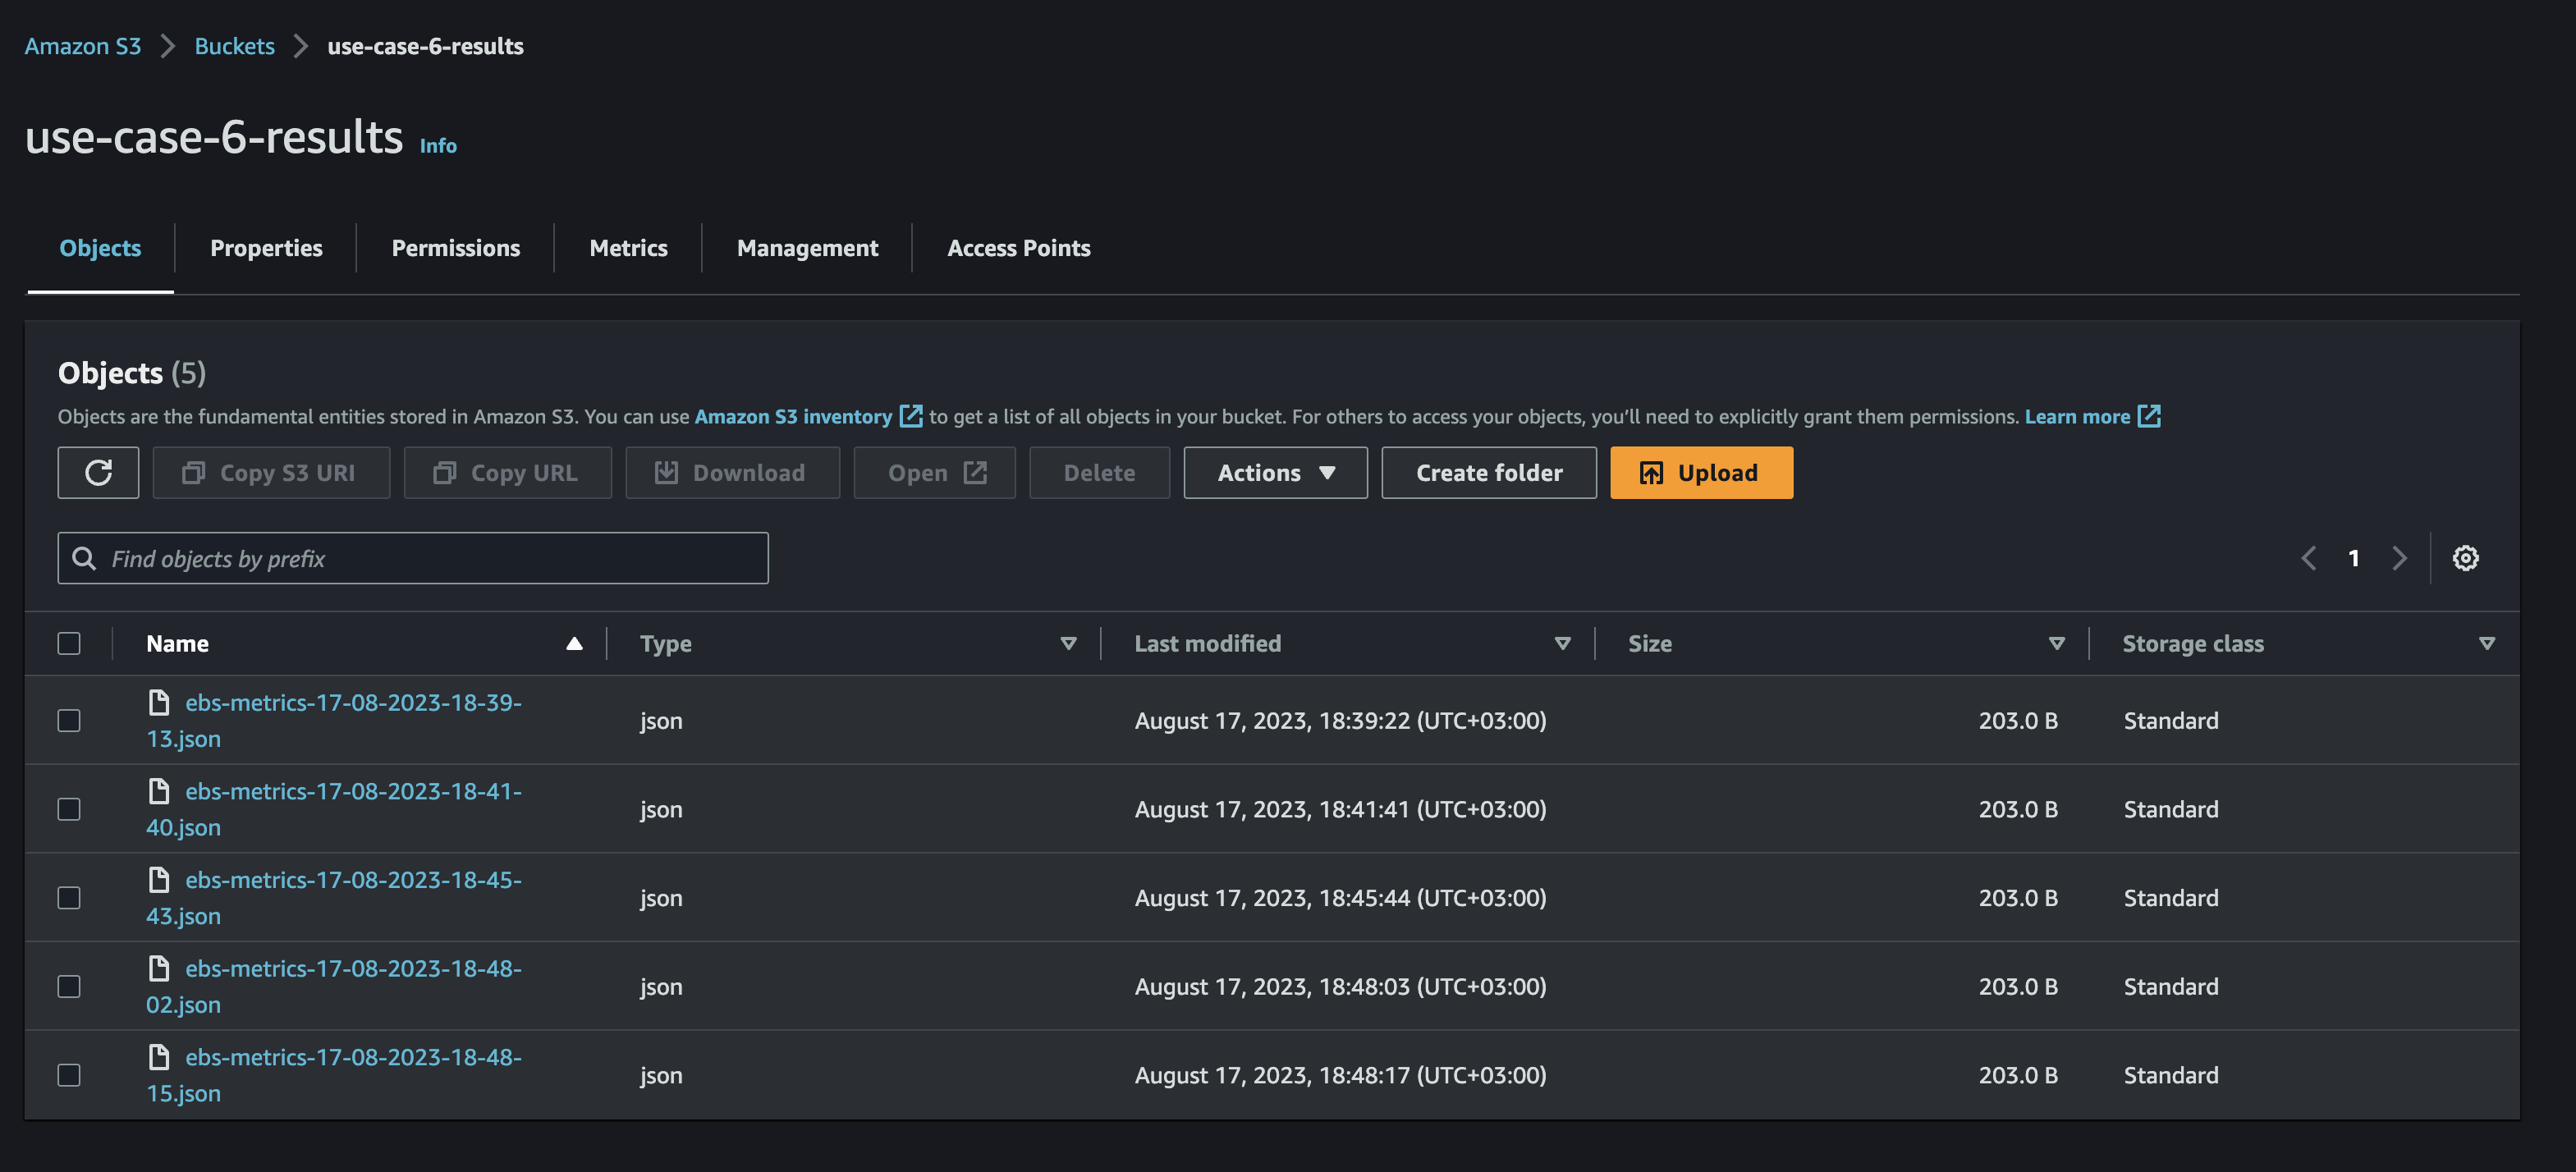 Amazon S3 > Buckets > use-case-6-results
use-case-6-results Info
Objects Properties Permissions Metrics Management Access Points
Objects (5)
Objects are the fundamental entities stored in Amazon S3. You can use Amazon S3 inventory to get a list of all objects in your bucket. For others to access your objects, you’ll need to explicitly grant them permissions. Learn more
Copy S3 URI Copy URL Download Open Delete Actions Create folder Upload
Find objects by prefix 1
Name Type Last modified Size Storage class
ebs-metrics-17-08-2023-18-39-
13.json json August 17, 2023, 18:39:22 (UTC+03:00) 203.0 B Standard
ebs-metrics-17-08-2023-18-41-
40.json json August 17, 2023, 18:41:41 (UTC+03:00) 203.0 B Standard
ebs-metrics-17-08-2023-18-45-
43.json json August 17, 2023, 18:45:44 (UTC+03:00) 203.0 B Standard
ebs-metrics-17-08-2023-18-48-
02.json json August 17, 2023, 18:48:03 (UTC+03:00) 203.0 B Standard
ebs-metrics-17-08-2023-18-48-
15.json json August 17, 2023, 18:48:17 (UTC+03:00) 203.0 B Standard